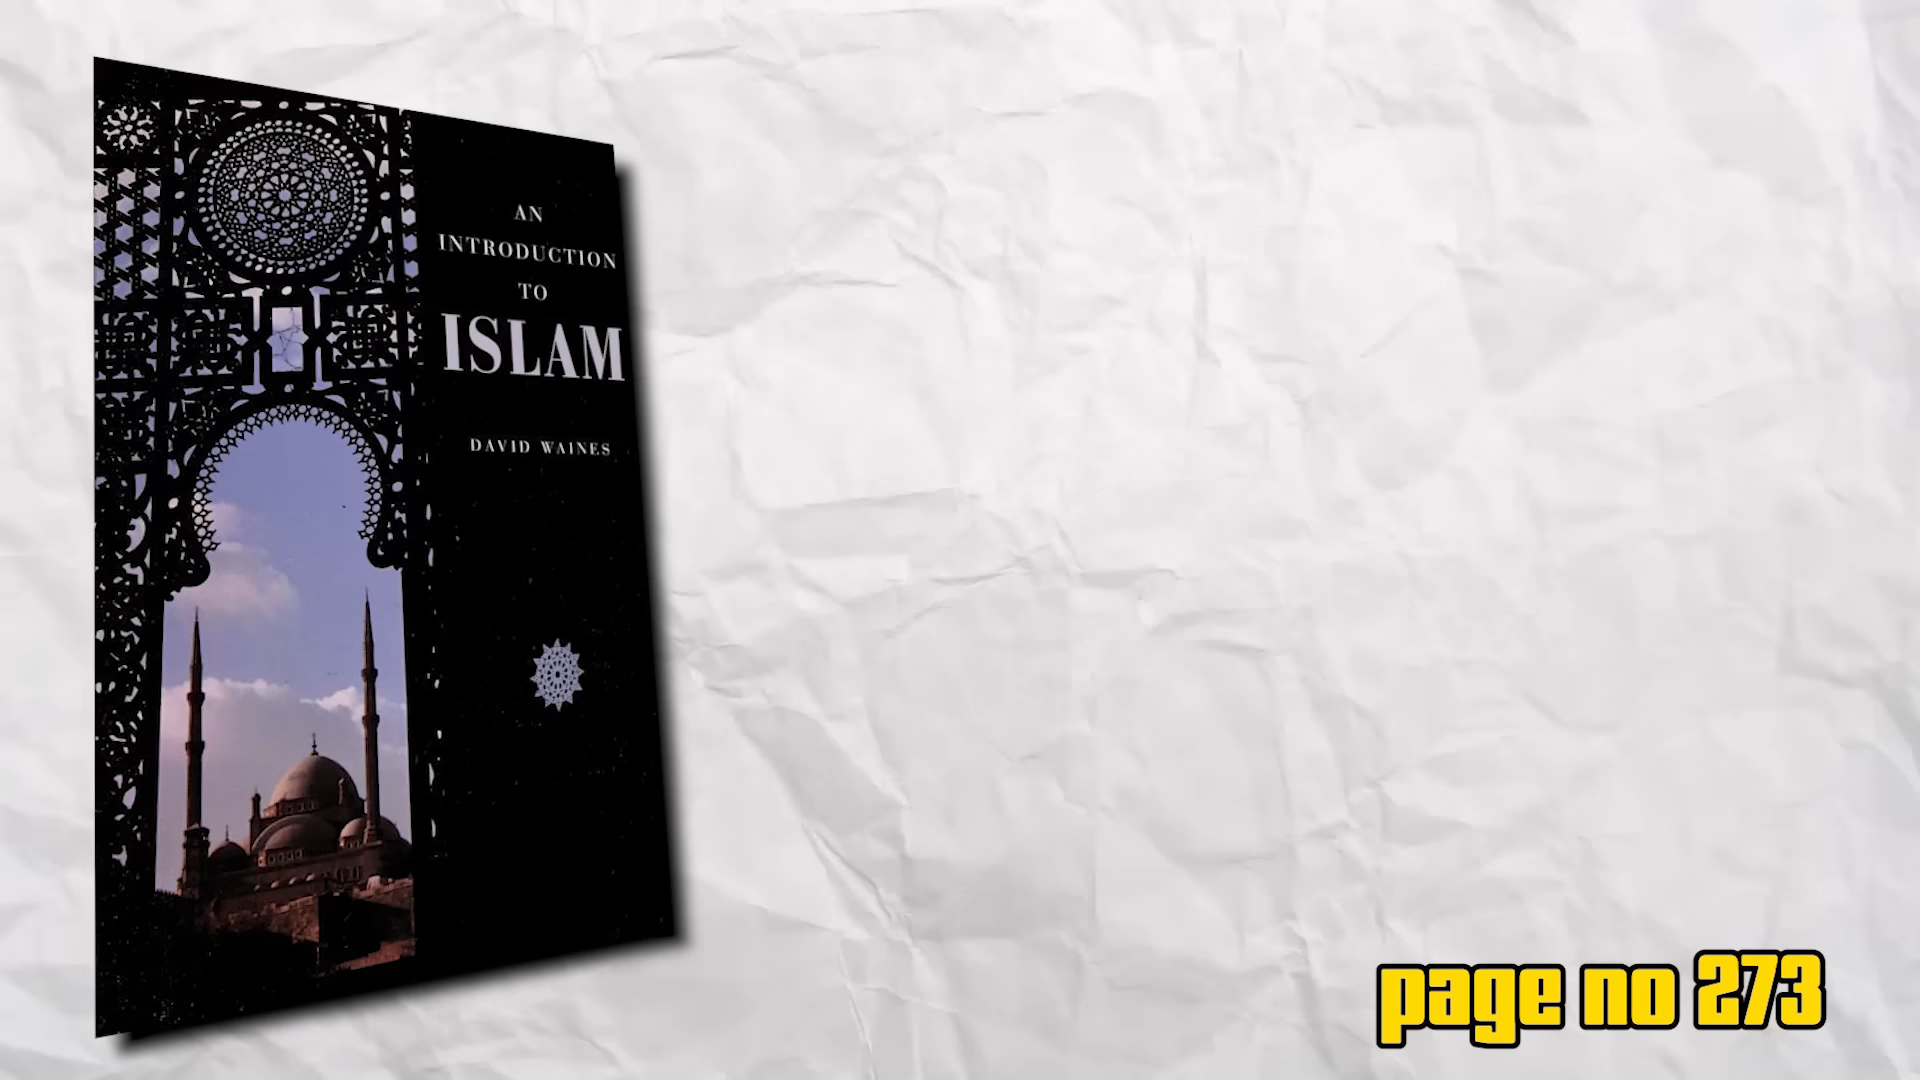 AN
INTRODUCTION
TO
ISLAM
DAVID WAINES
page no 273